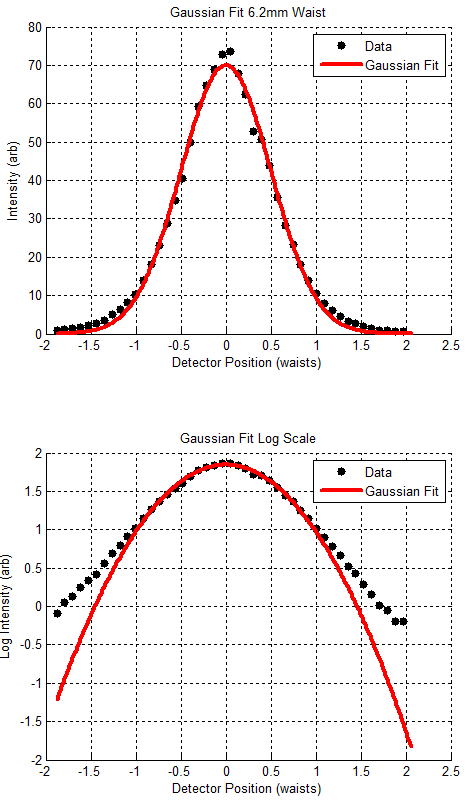 Gaussian Fit 6.2mm Waist
80
70
60
50
40
30
20
10
0
Intensity (arb)
Data
Gaussian Fit
-2 -1.5 -1 -0.5 0 0.5 1 1.5 2 2.5
Detector Position (waists)
Gaussian Fit Log Scale
2
1.5
1
0.5
0
-0.5
-1
-1.5
-2
Log Intensity (arb)
Data
Gaussian Fit
-2 -1.5 -1 -0.5 0 0.5 1 1.5 2 2.5
Detector Position (waists)